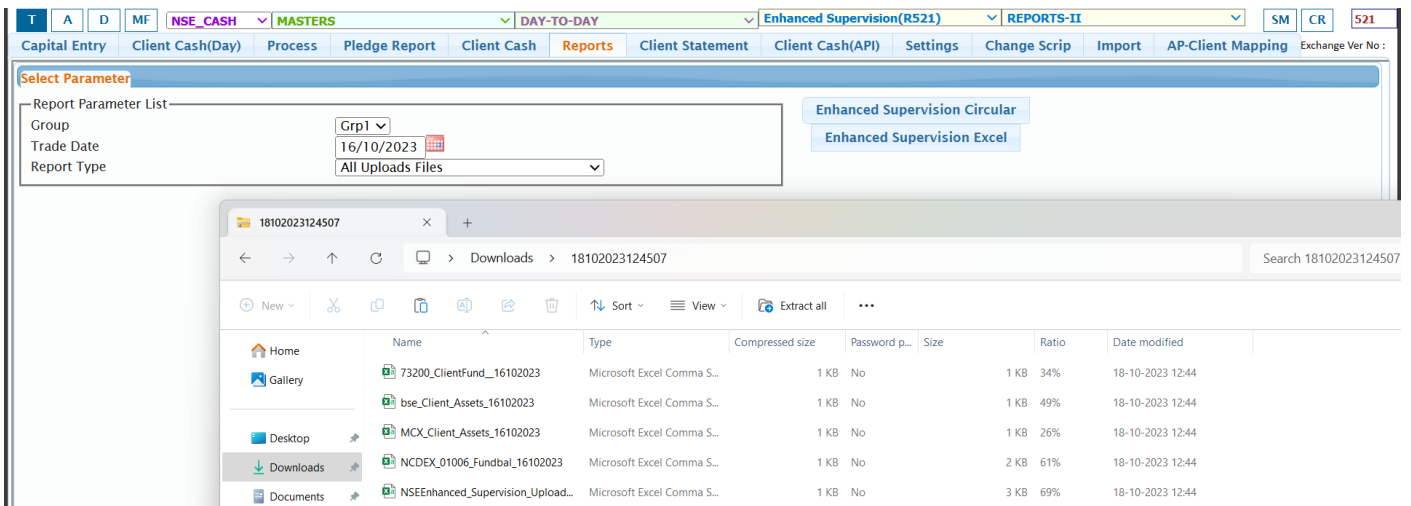 T A D MF NSE_CASH MASTERS DAY-TO-DAY Enhanced Supervision(R521) REPORTS-II SM CR 521
Capital Entry Client Cash(Day) Process Pledge Report Client Cash Reports Client Statement Client Cash(API) Settings Change Scrip Import AP-Client Mapping Exchange Ver No :
Select Parameter
Report Parameter List
Enhanced Supervision Circular
Group Grp1
Enhanced Supervision Excel
Trade Date 16/10/2023
Report Type All Uploads Files
18102023124507
Downloads > 18102023124507 Search 18102023124507
New Sort View Extract all ...
Name Type Compressed size Password p... Size Ratio Date modified
Home
Gallery
Desktop
Downloads
Documents
73200_ClientFund__16102023 Microsoft Excel Comma S... 1 KB No 1 KB 34% 18-10-2023 12:44
bse_Client_Assets_16102023 Microsoft Excel Comma S... 1 KB No 1 KB 49% 18-10-2023 12:44
MCX_Client_Assets_16102023 Microsoft Excel Comma S... 1 KB No 1 KB 26% 18-10-2023 12:44
NCDEX_01006_Fundbal_16102023 Microsoft Excel Comma S... 1 KB No 2 KB 61% 18-10-2023 12:44
NSEEnhanced_Supervision_Upload... Microsoft Excel Comma S... 1 KB No 3 KB 69% 18-10-2023 12:44